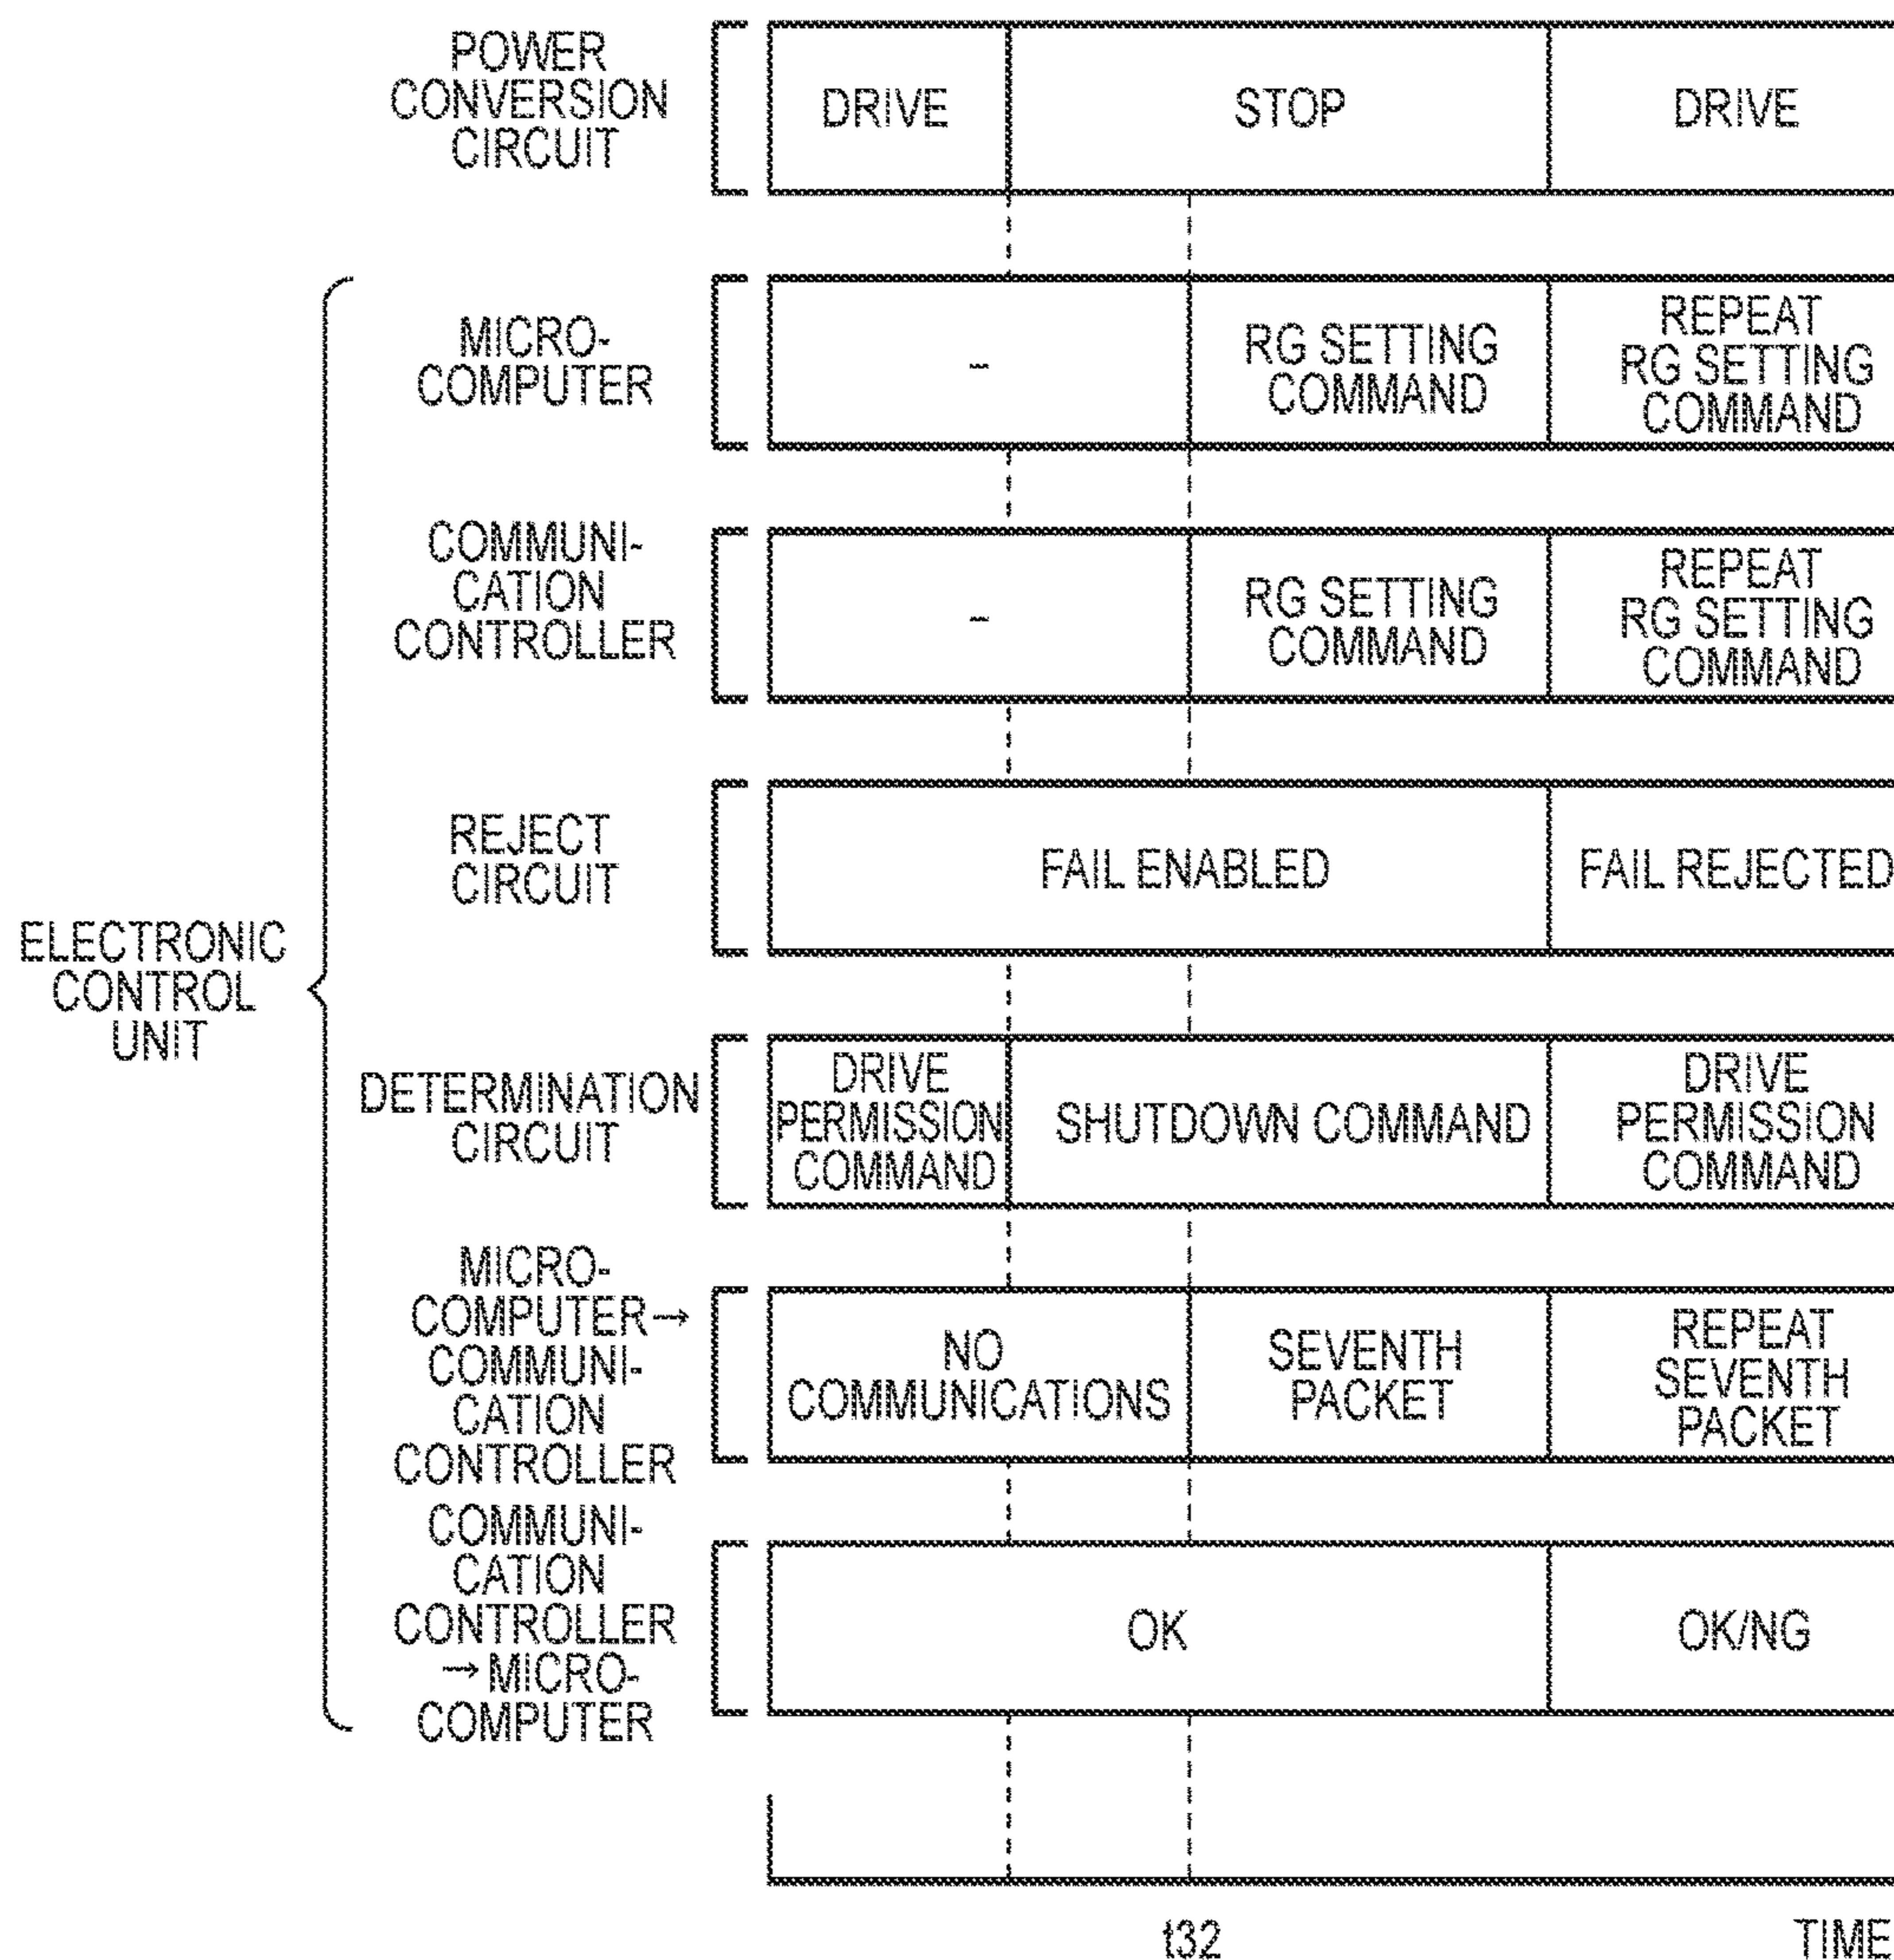 POWER
CONVERSION
CIRCUIT
DRIVE
STOP
DRIVE
MICRO-
COMPUTER
-
RG SETTING
COMMAND
REPEAT
RG SETTING
COMMAND
COMMUNI-
CATION
CONTROLLER
-
RG SETTING
COMMAND
REPEAT
RG SETTING
COMMAND
REJECT
CIRCUIT
FAIL ENABLED
FAIL REJECTED
ELECTRONIC
CONTROL
UNIT
DETERMINATION
CIRCUIT
DRIVE
PERMISSION
COMMAND
SHUTDOWN COMMAND
DRIVE
PERMISSION
COMMAND
MICRO-
COMPUTER→
COMMUNI-
CATION
CONTROLLER
NO
COMMUNICATIONS
SEVENTH
PACKET
REPEAT
SEVENTH
PACKET
COMMUNI-
CATION
CONTROLLER
→MICRO-
COMPUTER
OK
OK/NG
t32
TIME